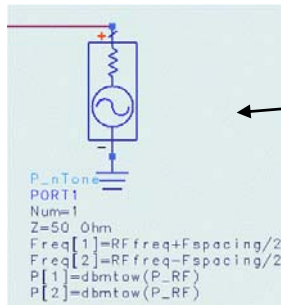 +
-
P_nTone
PORT1
Num=1
Z=50 Ohm
Freq[1]=RFfreq+Fspacing/2
Freq[2]=RFfreq-Fspacing/2
P[1]=dbmtow(P_RF)
P[2]=dbmtow(P_RF)